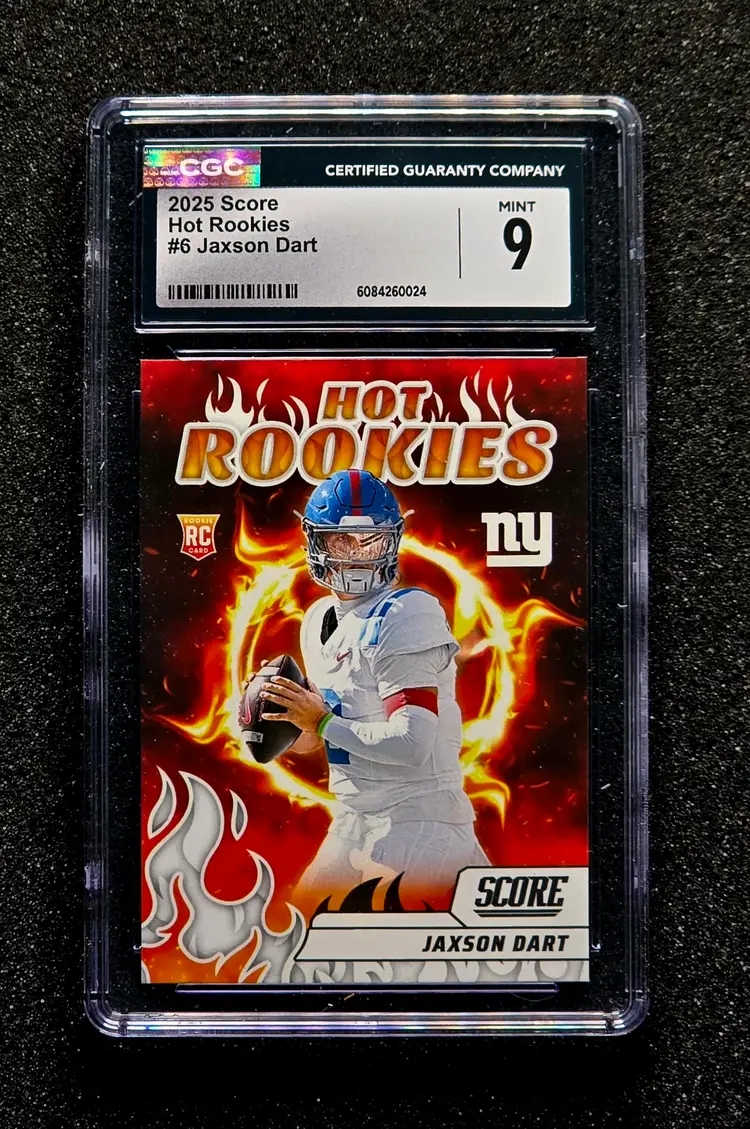 CGC
CERTIFIED GUARANTY COMPANY
2025 Score
Hot Rookies
#6 Jaxson Dart
MINT
9
6084260024
HOT
ROOKIES
ROOKIE
RC
CARD
ny
2
SCORE
JAXSON DART